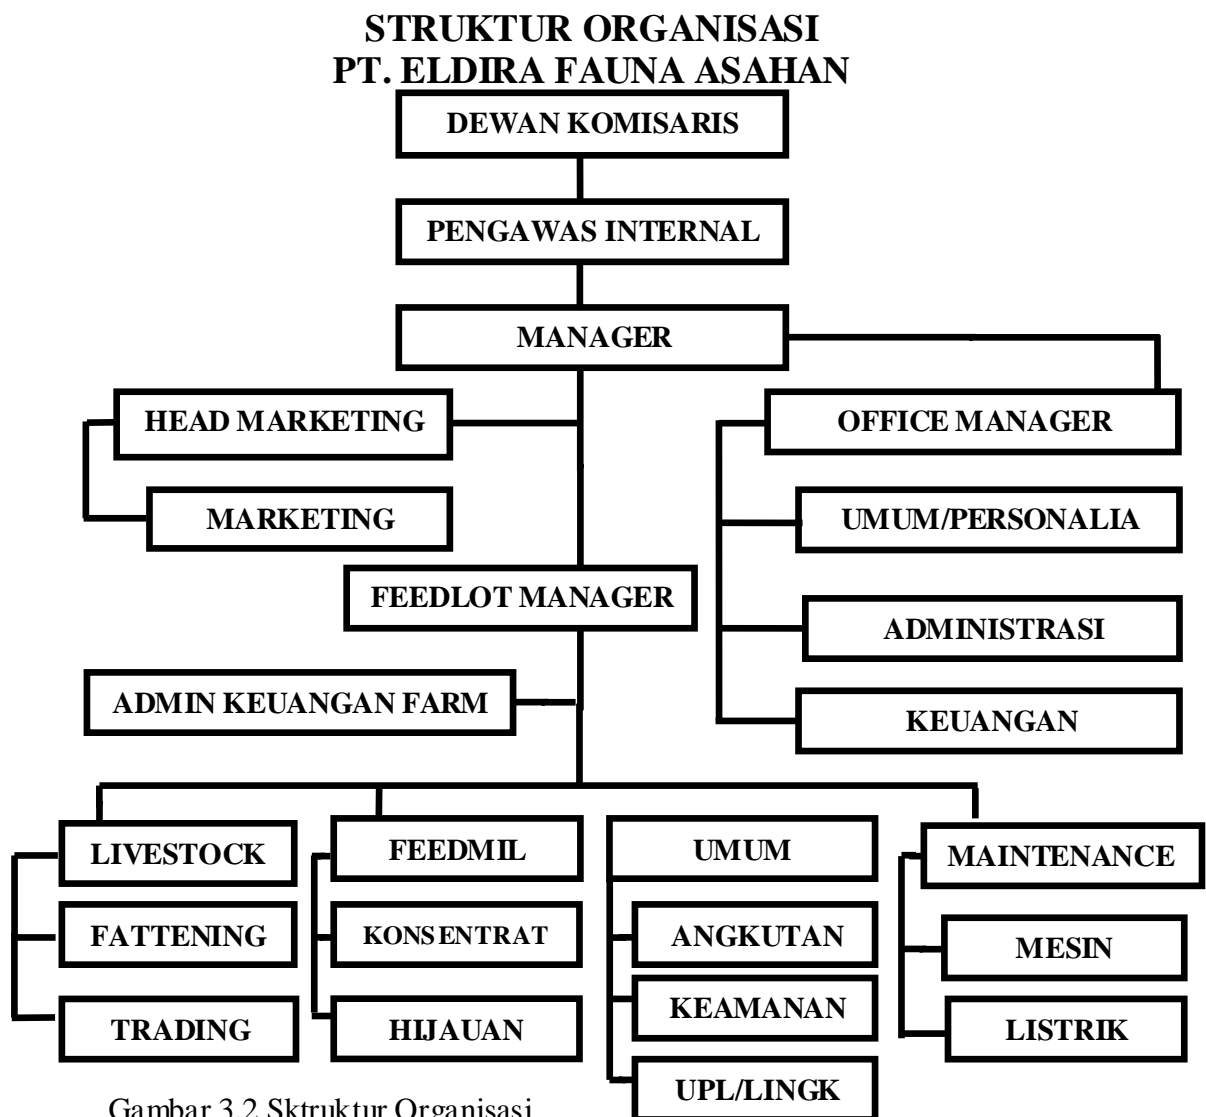 STRUKTUR ORGANISASI
PT. ELDIRA FAUNA ASAHAN
DEWAN KOMISARIS
PENGAWAS INTERNAL
MANAGER
HEAD MARKETING
OFFICE MANAGER
MARKETING
UMUM/PERSONALIA
FEEDLOT MANAGER
ADMINISTRASI
ADMIN KEUANGAN FARM
KEUANGAN
LIVESTOCK
FEEDMIL
UMUM
MAINTENANCE
FATTENING
KONSENTRAT
ANGKUTAN
MESIN
TRADING
HIJAUAN
KEAMANAN
LISTRIK
UPL/LINGK
Gambar 3.2 Sktruktur Organisasi